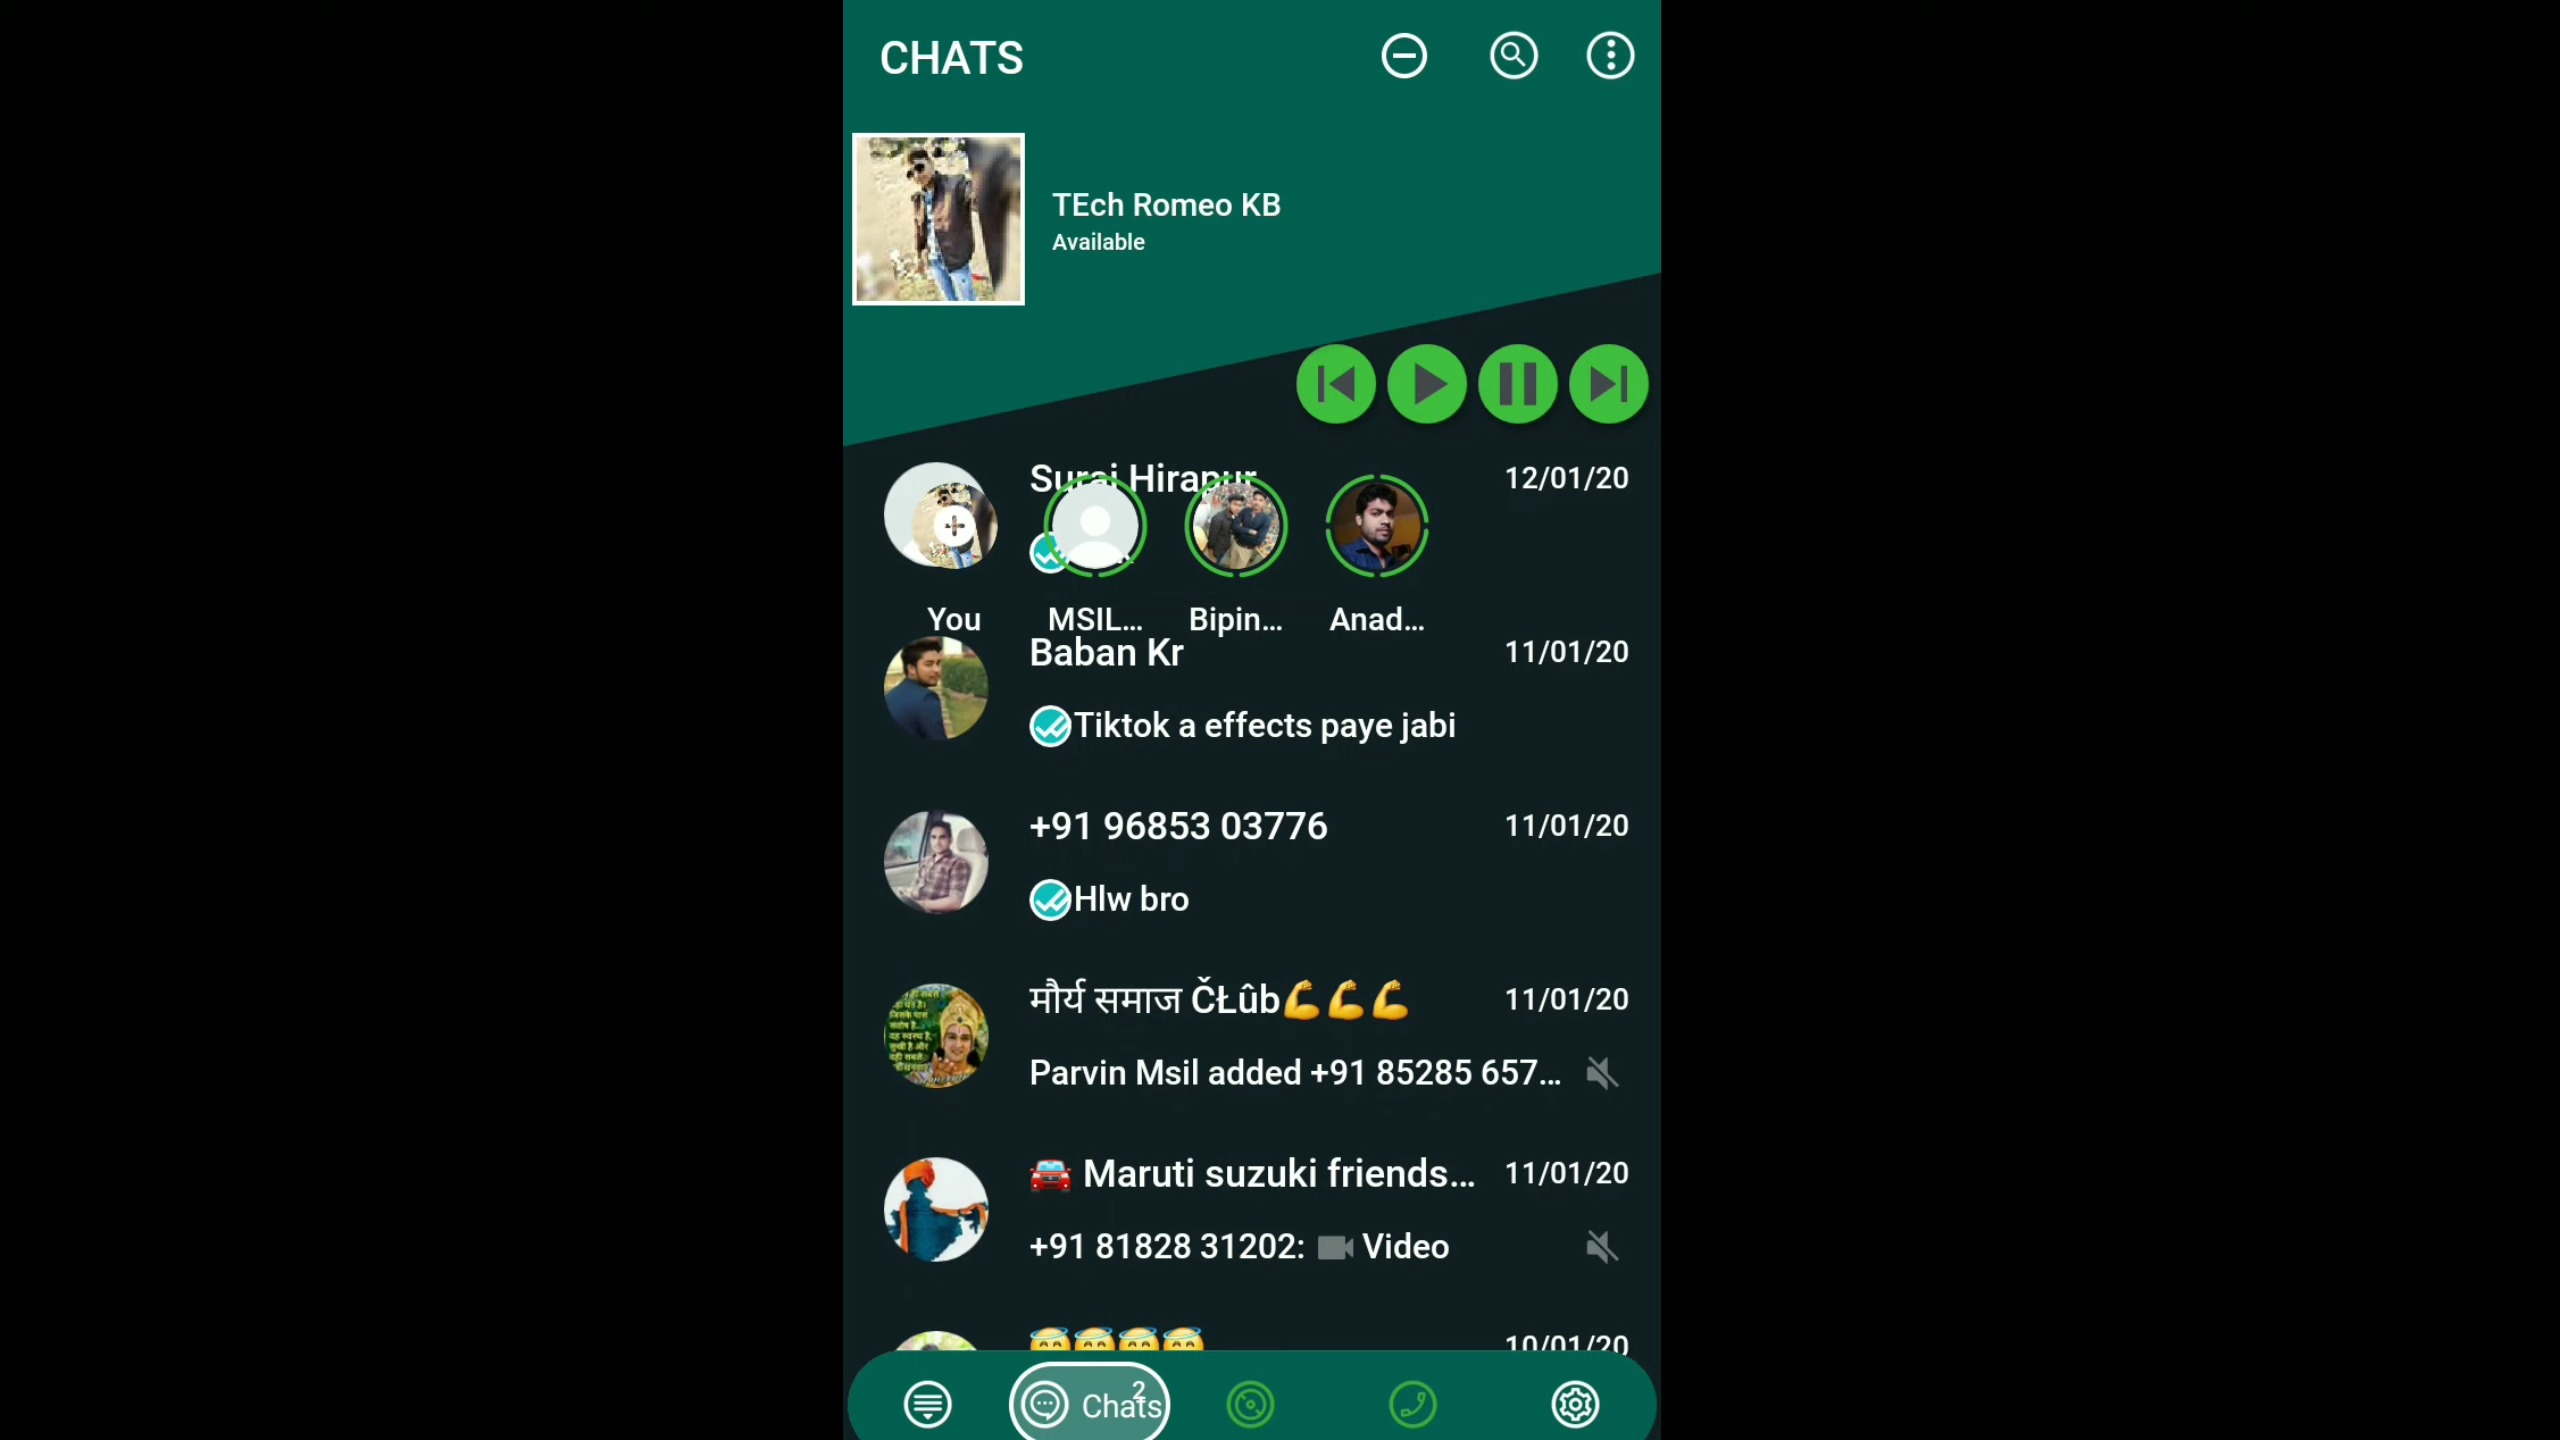 CHATS
TEch Romeo KB
Available
Suraj Hirapur 12/01/20
You MSIL... Bipin... Anad...
Baban Kr 11/01/20
Tiktok a effects paye jabi
+91 96853 03776 11/01/20
Hlw bro
मौर्य समाज ČŁûb💪💪💪 11/01/20
Parvin Msil added +91 85285 657...
🚘 Maruti suzuki friends... 11/01/20
+91 81828 31202: Video
😇😇😇😇 10/01/20
2
Chats